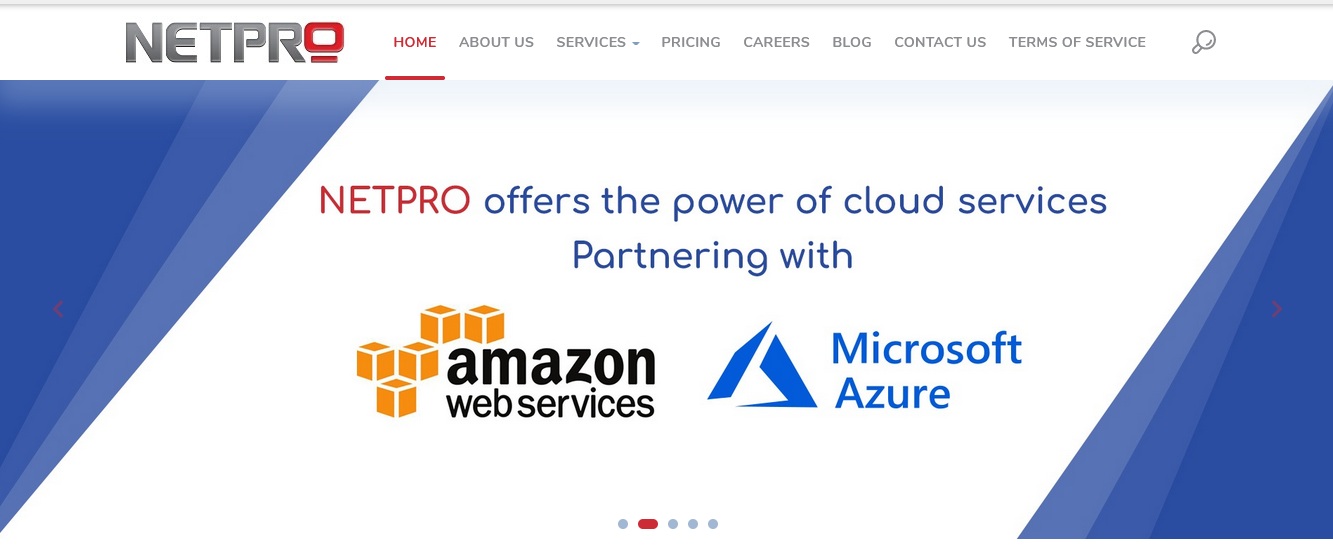 NETPRO
HOME ABOUT US SERVICES PRICING CAREERS BLOG CONTACT US TERMS OF SERVICE
NETPRO offers the power of cloud services
Partnering with
amazon
web services
Microsoft
Azure